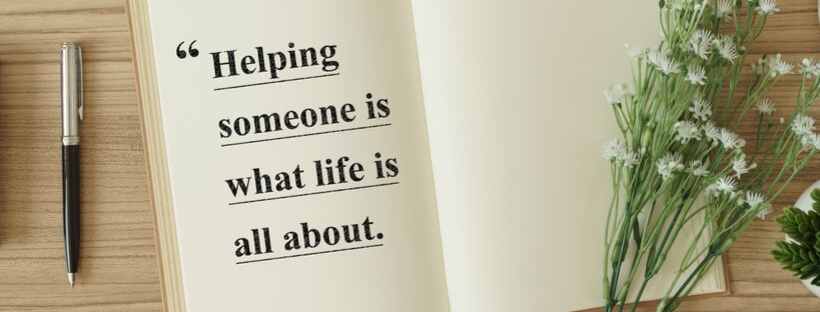 “ Helping
someone is
what life is
all about.